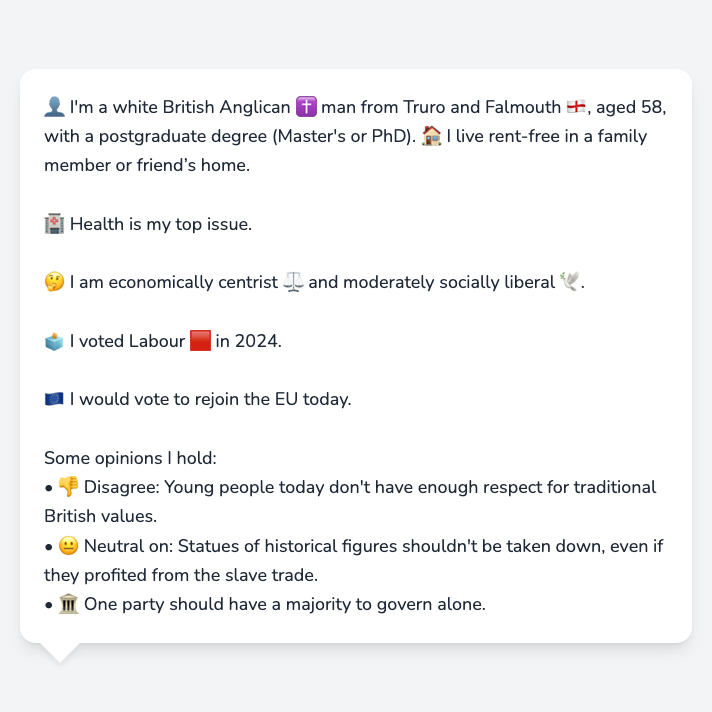 👤 I'm a white British Anglican ✝️ man from Truro and Falmouth 🏴󠁧󠁢󠁥󠁮󠁧󠁿, aged 58,
with a postgraduate degree (Master's or PhD). 🏠 I live rent-free in a family
member or friend’s home.
🏥 Health is my top issue.
🤔 I am economically centrist ⚖️ and moderately socially liberal 🕊️.
🗳️ I voted Labour 🟥 in 2024.
🇪🇺 I would vote to rejoin the EU today.
Some opinions I hold:
• 👎 Disagree: Young people today don't have enough respect for traditional
British values.
• 😐 Neutral on: Statues of historical figures shouldn't be taken down, even if
they profited from the slave trade.
• 🏛️ One party should have a majority to govern alone.